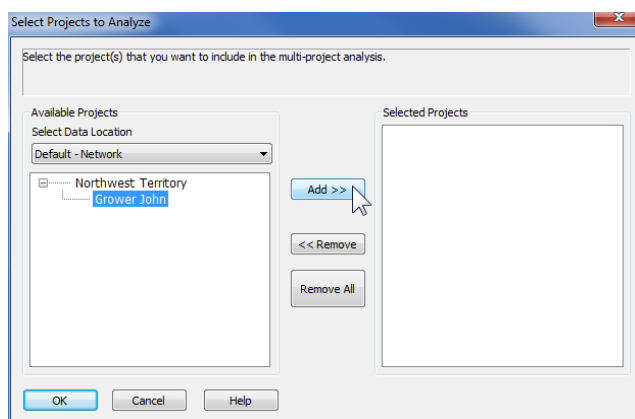 Select Projects to Analyze
Select the project(s) that you want to include in the multi-project analysis.
Available Projects
Select Data Location
Default - Network
Northwest Territory
Grower John
Add >>
<< Remove
Remove All
Selected Projects
OK
Cancel
Help